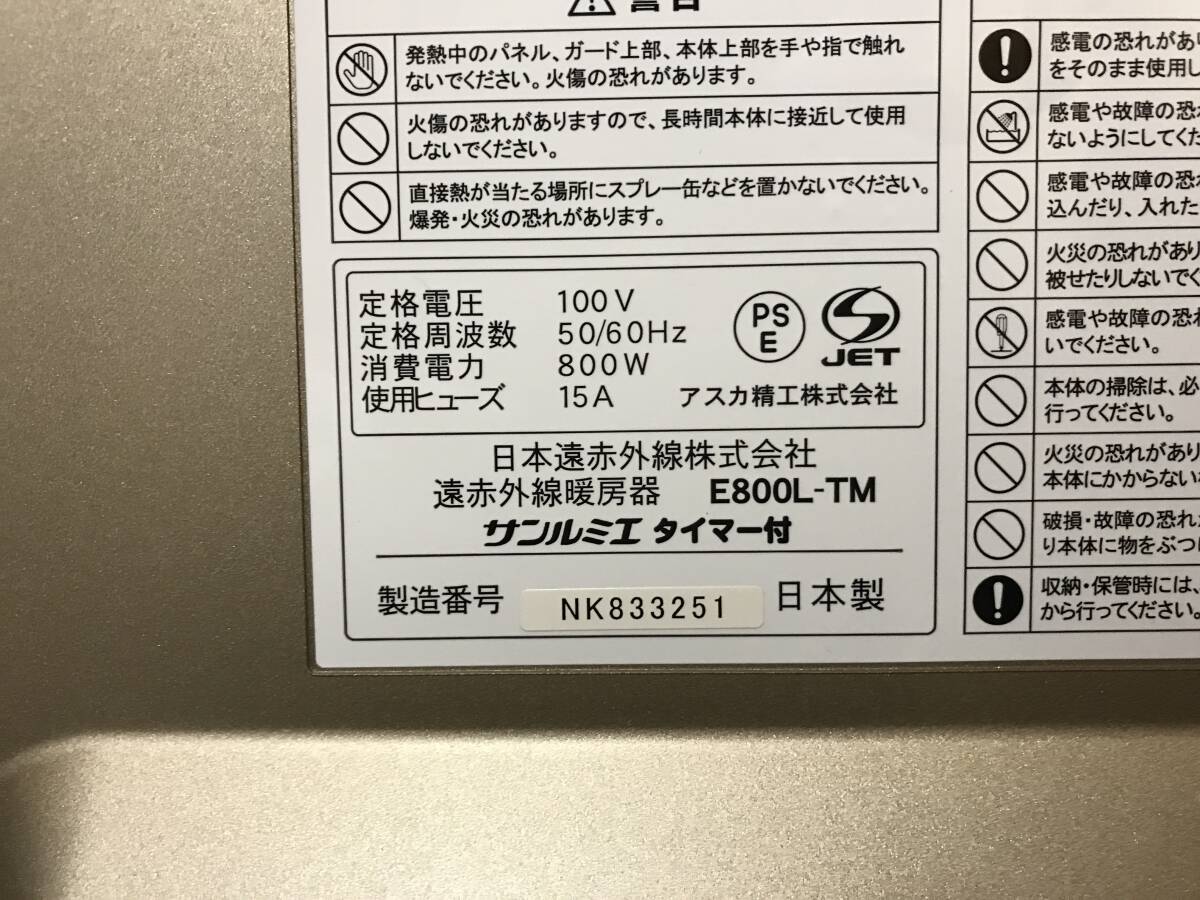 警告
発熱中のパネル、ガード上部、本体上部を手や指で触れ
ないでください。火傷の恐れがあります。
火傷の恐れがありますので、長時間本体に接近して使用
しないでください。
直接熱が当たる場所にスプレー缶などを置かないでください。
爆発・火災の恐れがあります。
定格電圧 100V
定格周波数 50/60Hz
消費電力 800W
使用ヒューズ 15A
PS
E
JET
アスカ精工株式会社
日本遠赤外線株式会社
遠赤外線暖房器 E800L-TM
サンルミエ タイマー付
製造番号 NK833251 日本製
感電の恐れがあり
をそのまま使用し
感電や故障の恐
ないようにしてくだ
感電や故障の恐
込んだり、入れた
火災の恐れがあり
被せたりしないでく
感電や故障の恐れ
いでください。
本体の掃除は、必
行ってください。
火災の恐れがあり
本体にかからない
破損・故障の恐れ
り本体に物をぶつ
収納・保管時には、
から行ってください。